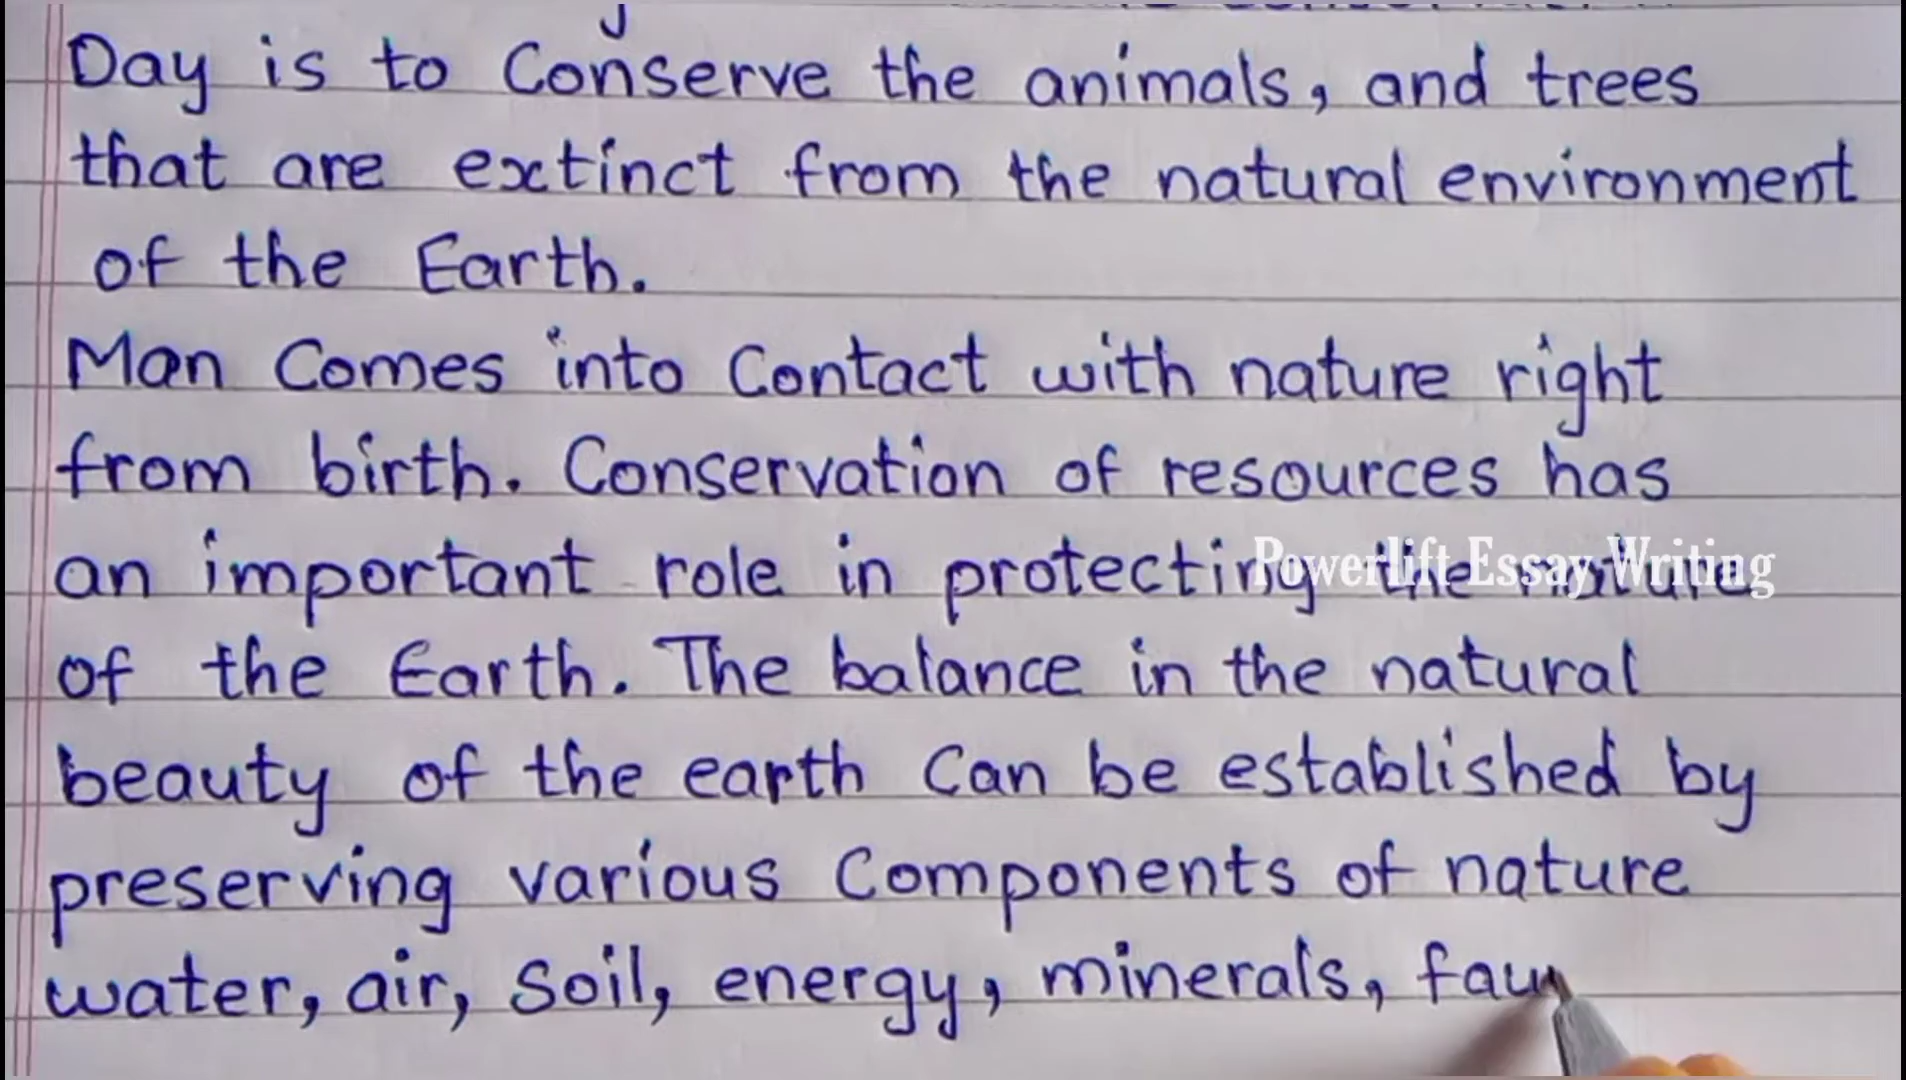 Day is to Conserve the animals, and trees
that are extinct from the natural environment
of the Earth.
Man Comes into Contact with nature right
from birth. Conservation of resources has
an important role in protecting the nature
Powerlift Essay Writing
of the Earth. The balance in the natural
beauty of the earth Can be established by
preserving various Components of nature
water, air, Soil, energy, minerals, fau